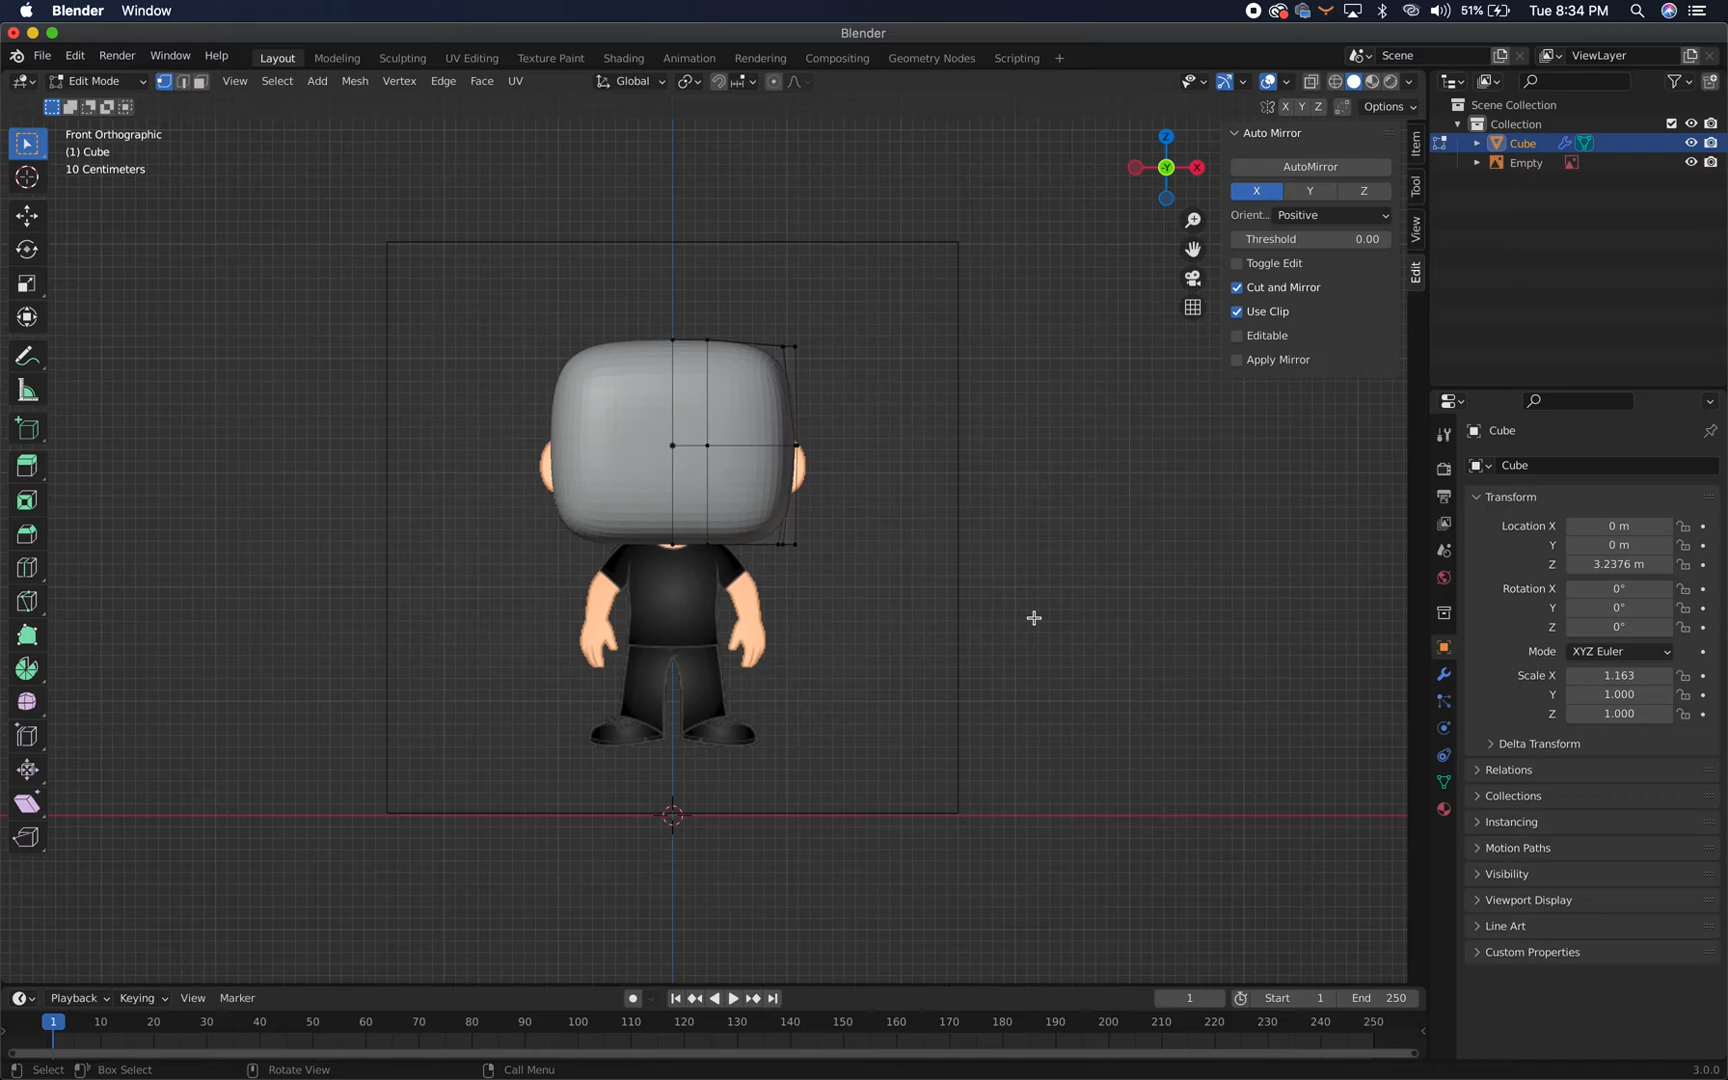 Blender Window 51% Tue 8:34 PM
Blender
File Edit Render Window Help Layout Modeling Sculpting UV Editing Texture Paint Shading Animation Rendering Compositing Geometry Nodes Scripting + Scene ViewLayer
Edit Mode View Select Add Mesh Vertex Edge Face UV Global
X Y Z Options
Scene Collection
Collection
Cube
Empty
Front Orthographic
(1) Cube
10 Centimeters
Z
-Y X
Auto Mirror
AutoMirror
X Y Z
Orient... Positive
Threshold 0.00
Toggle Edit
Cut and Mirror
Use Clip
Editable
Apply Mirror
Item
Tool
View
Edit
Cube
Cube
Transform
Location X 0 m
Y 0 m
Z 3.2376 m
Rotation X 0°
Y 0°
Z 0°
Mode XYZ Euler
Scale X 1.163
Y 1.000
Z 1.000
Delta Transform
Relations
Collections
Instancing
Motion Paths
Visibility
Viewport Display
Line Art
Custom Properties
Playback Keying View Marker 1 Start 1 End 250
1 10 20 30 40 50 60 70 80 90 100 110 120 130 140 150 160 170 180 190 200 210 220 230 240 250
Select Box Select Rotate View Call Menu 3.0.0